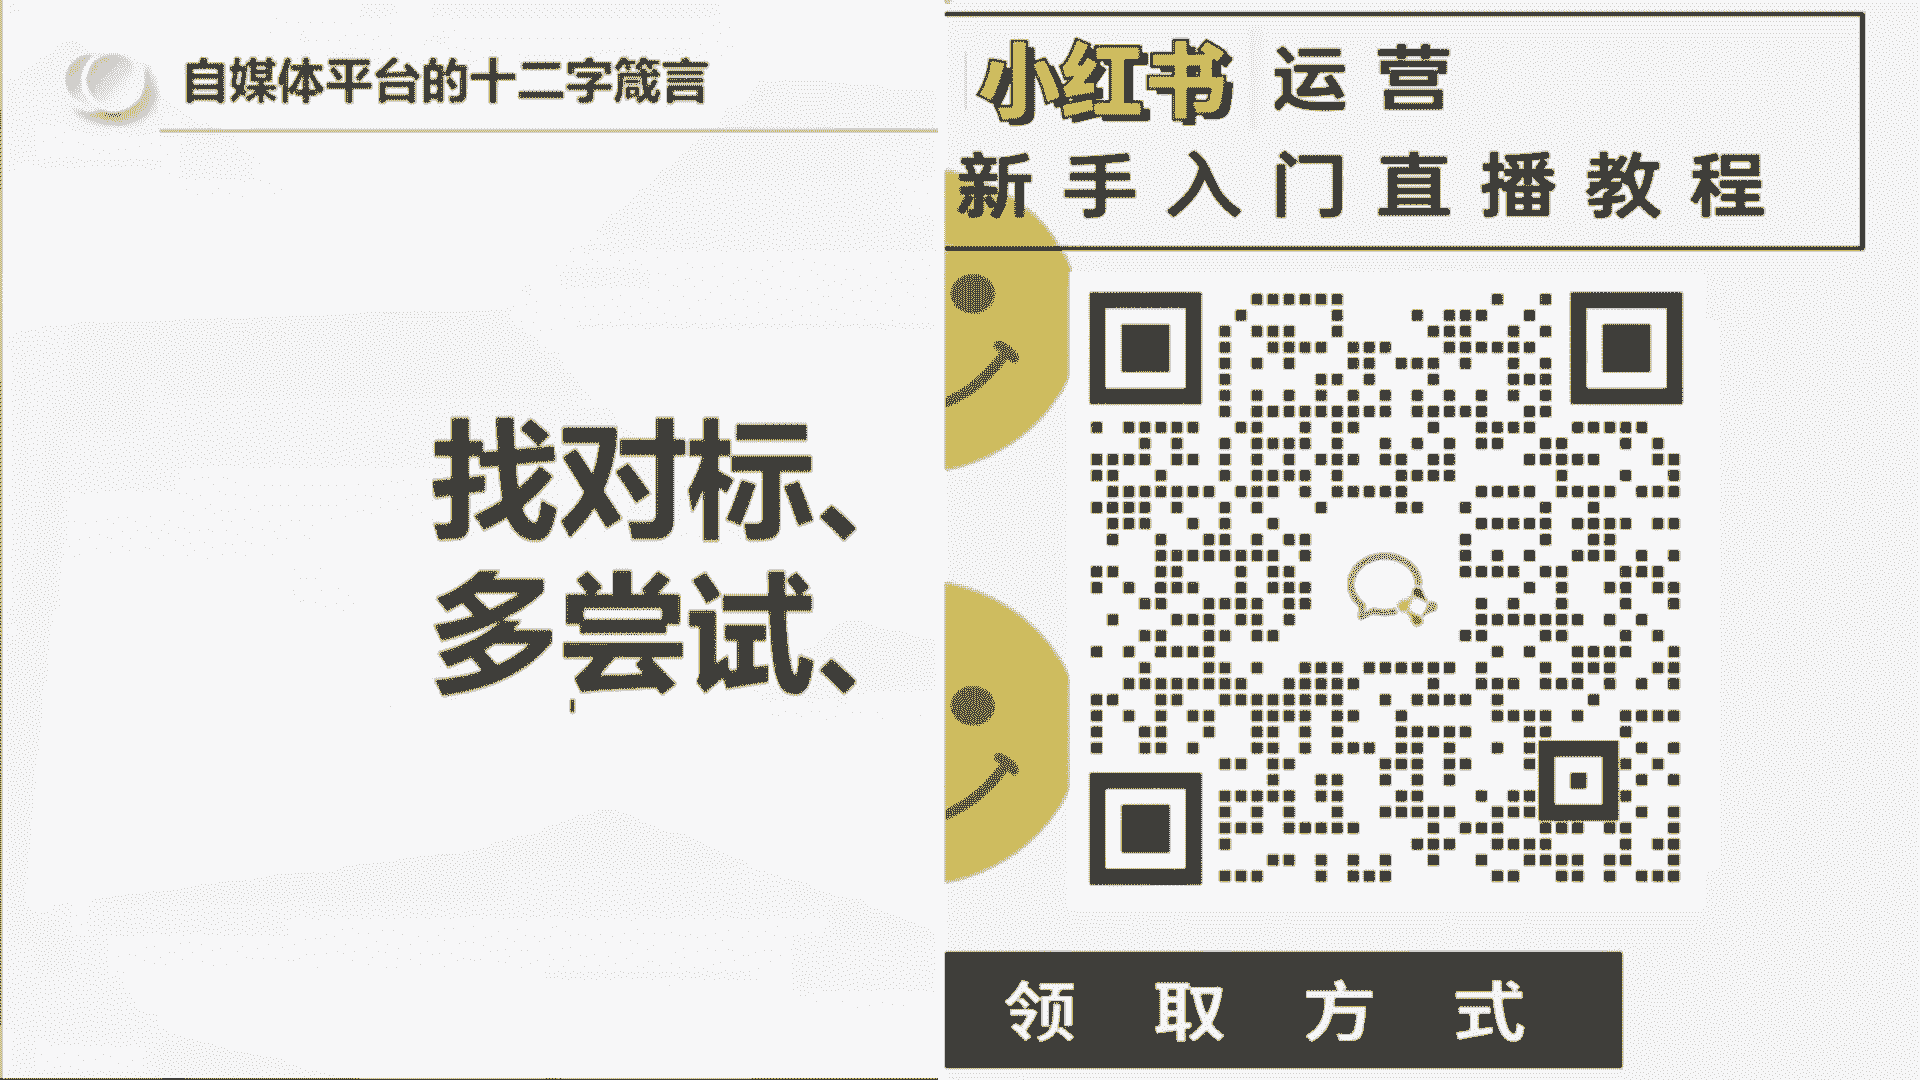 自媒体平台的十二字箴言
找对标、
多尝试、
小红书 运营
新手入门直播教程
领取方式